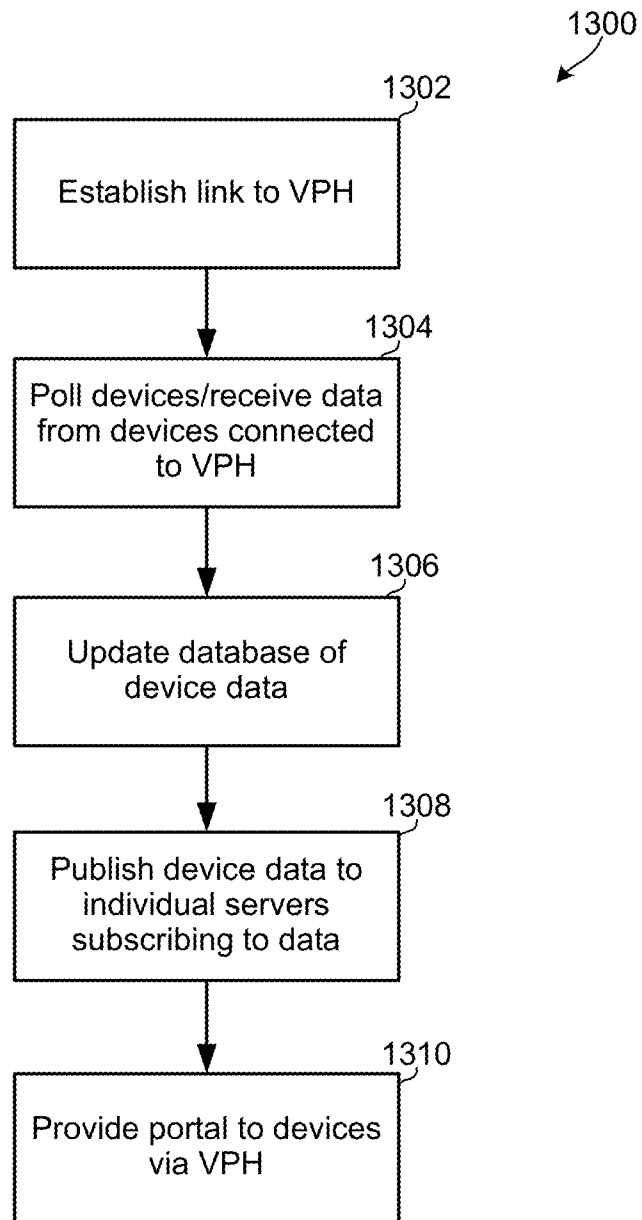 1300
1302
Establish link to VPH
1304
Poll devices/receive data
from devices connected
to VPH
1306
Update database of
device data
1308
Publish device data to
individual servers
subscribing to data
1310
Provide portal to devices
via VPH